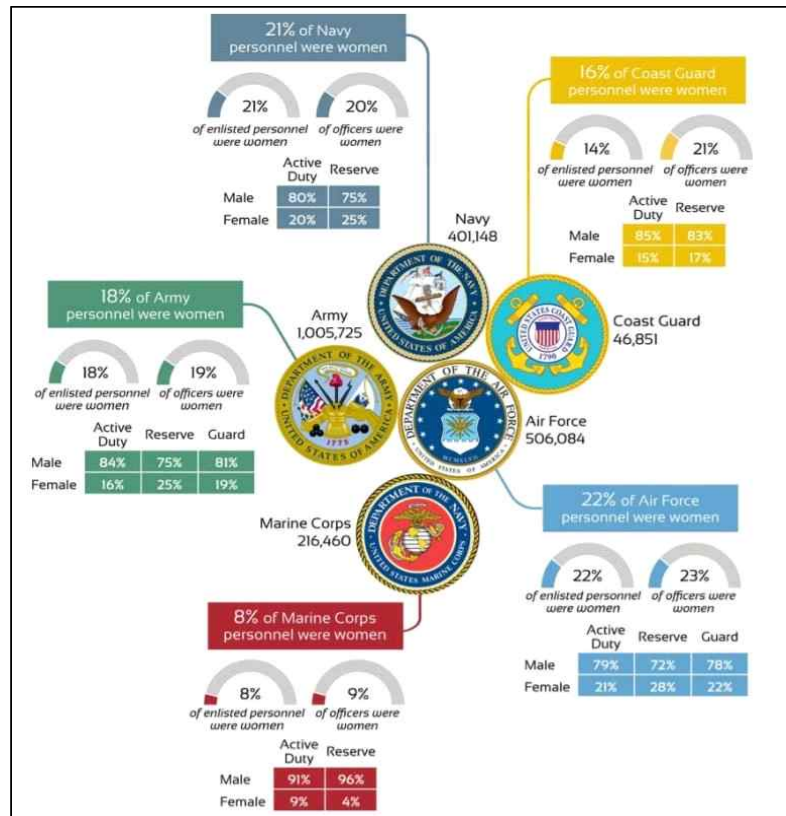 21% of Navy
personnel were women
21%
of enlisted personnel
were women
20%
of officers were
women
Active
Duty Reserve
Male 80% 75%
Female 20% 25%
16% of Coast Guard
personnel were women
14%
of enlisted personnel
were women
21%
of officers were
women
Active
Duty Reserve
Male 85% 83%
Female 15% 17%
Navy
401,148
DEPARTMENT OF THE NAVY
UNITED STATES OF AMERICA
Coast Guard
46,851
UNITED STATES COAST GUARD
1790
18% of Army
personnel were women
18%
of enlisted personnel
were women
19%
of officers were
women
Active
Duty Reserve Guard
Male 84% 75% 81%
Female 16% 25% 19%
Army
1,005,725
DEPARTMENT OF THE ARMY
UNITED STATES OF AMERICA
1775
Air Force
506,084
DEPARTMENT OF THE AIR FORCE
UNITED STATES OF AMERICA
MCMXLVII
22% of Air Force
personnel were women
22%
of enlisted personnel
were women
23%
of officers were
women
Active
Duty Reserve Guard
Male 79% 72% 78%
Female 21% 28% 22%
Marine Corps
216,460
DEPARTMENT OF THE NAVY
UNITED STATES MARINE CORPS
8% of Marine Corps
personnel were women
8%
of enlisted personnel
were women
9%
of officers were
women
Active
Duty Reserve
Male 91% 96%
Female 9% 4%